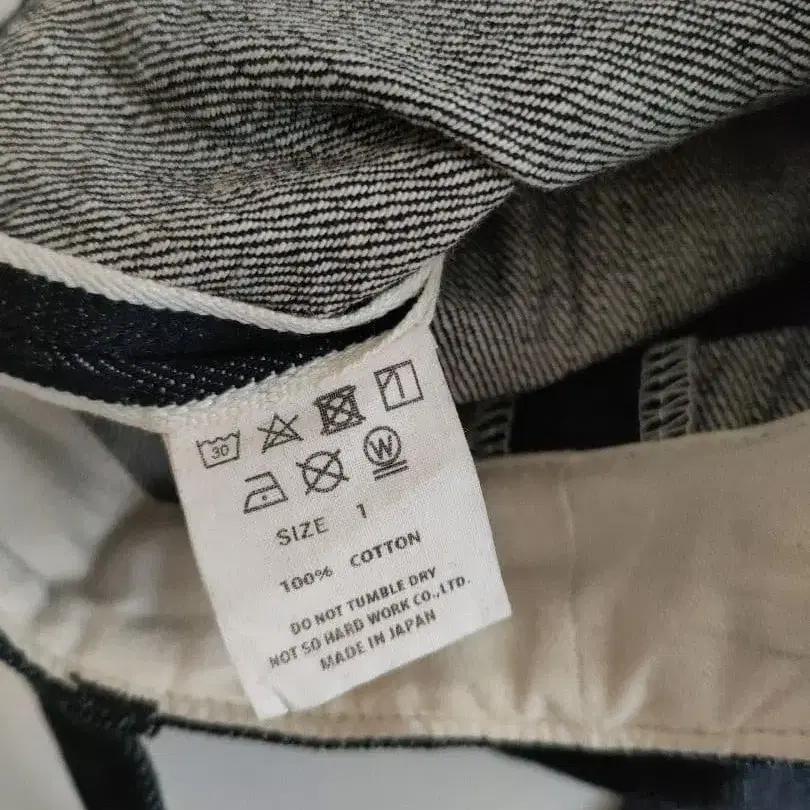 30
W
SIZE 1
100% COTTON
DO NOT TUMBLE DRY
NOT SO HARD WORK CO.,LTD.
MADE IN JAPAN